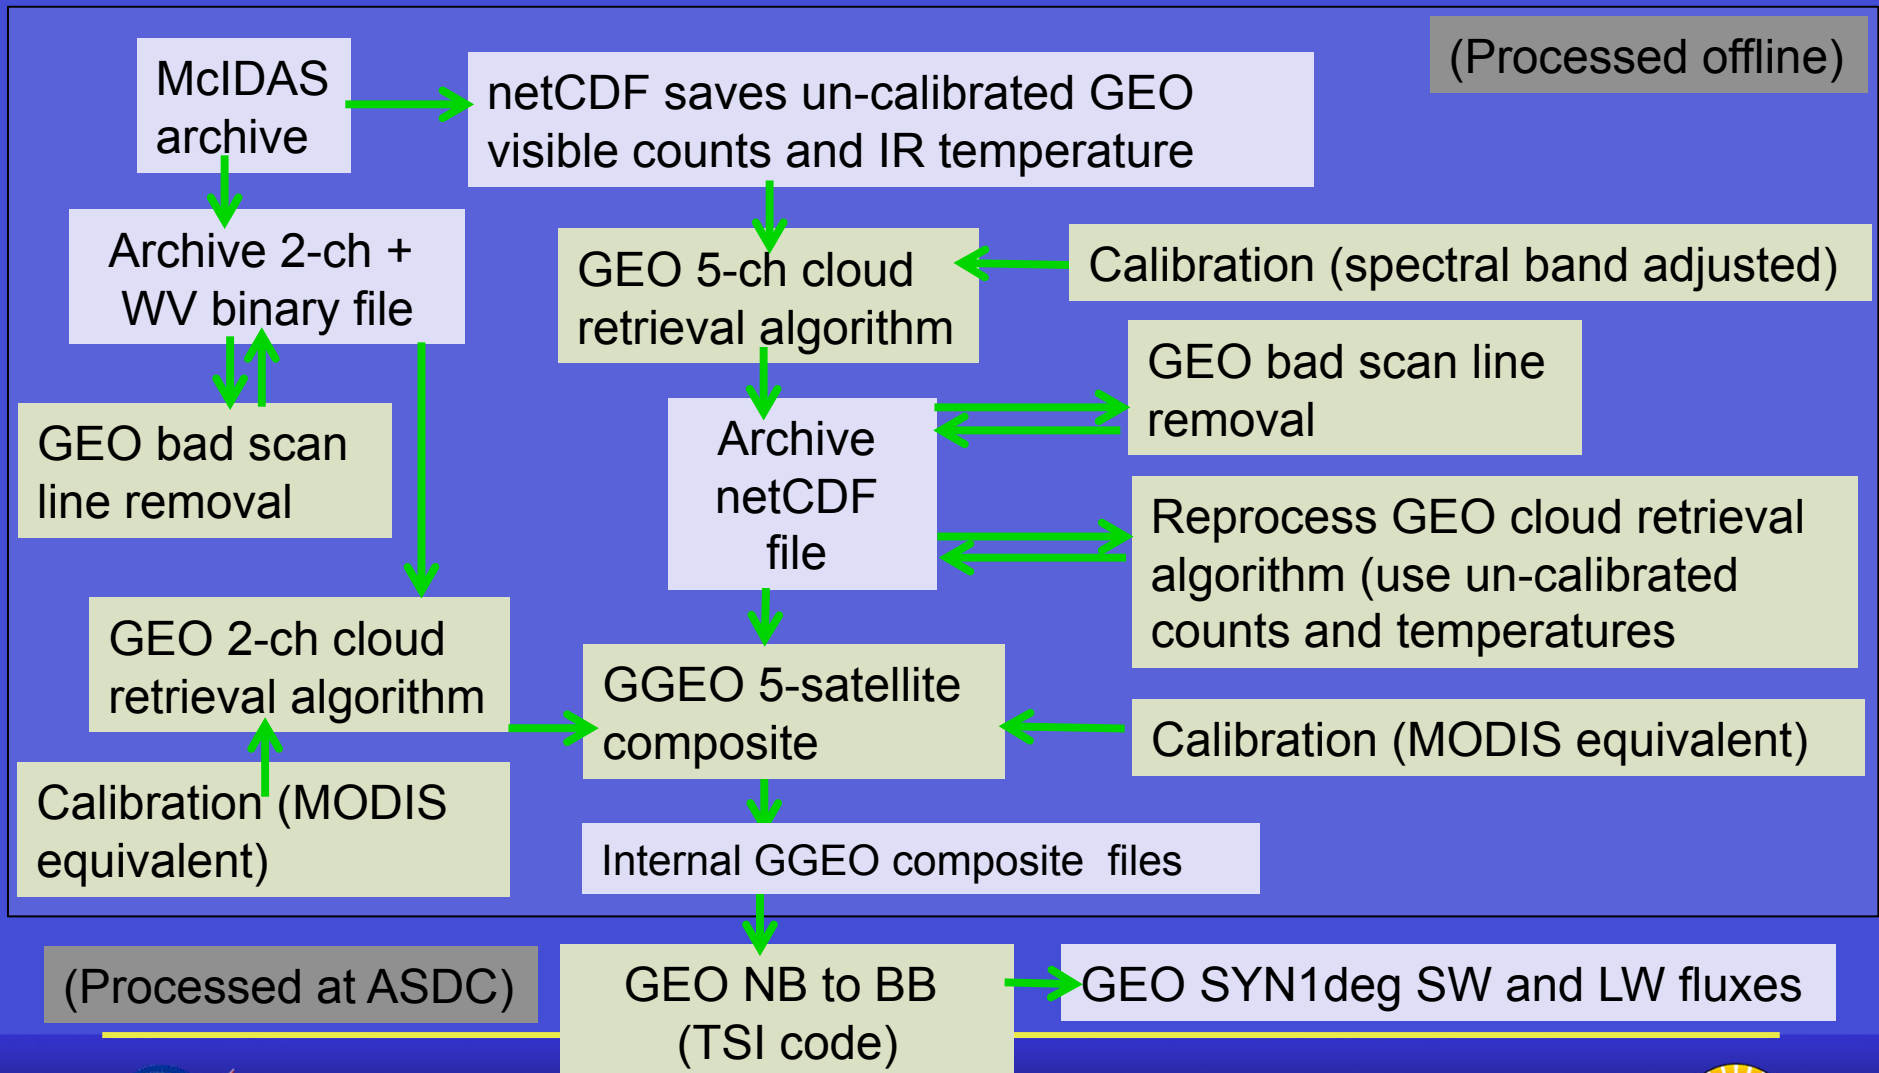 (Processed offline)
McIDAS
archive
netCDF saves un-calibrated GEO
visible counts and IR temperature
Archive 2-ch +
WV binary file
GEO 5-ch cloud
retrieval algorithm
Calibration (spectral band adjusted)
GEO bad scan line
removal
GEO bad scan
line removal
Archive
netCDF
file
Reprocess GEO cloud retrieval
algorithm (use un-calibrated
counts and temperatures
GEO 2-ch cloud
retrieval algorithm
GGEO 5-satellite
composite
Calibration (MODIS equivalent)
Calibration (MODIS
equivalent)
Internal GGEO composite files
(Processed at ASDC)
GEO NB to BB
(TSI code)
GEO SYN1deg SW and LW fluxes